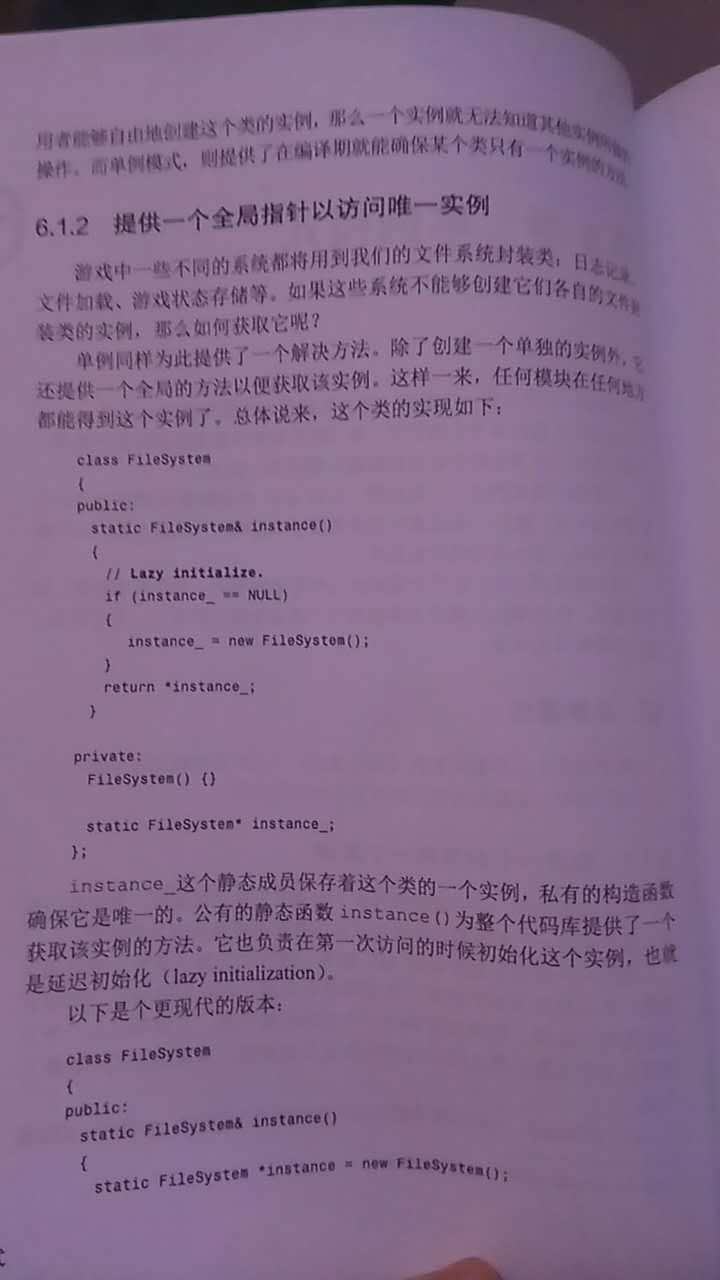 用者能够自由地创建这个类的实例，那么一个实例就无法知道其他实例
操作。而单例模式，则提供了在编译期就能确保某个类只有一个实例的方法
6.1.2 提供一个全局指针以访问唯一实例
游戏中一些不同的系统都将用到我们的文件系统封装类：日志记录、
文件加载、游戏状态存储等。如果这些系统不能够创建它们各自的文件
装类的实例，那么如何获取它呢？
单例同样为此提供了一个解决方法。除了创建一个单独的实例外，它
还提供一个全局的方法以便获取该实例。这样一来，任何模块在任何地方
都能得到这个实例了。总体说来，这个类的实现如下：
class FileSystem
{
public:
static FileSystem& instance()
{
// Lazy initialize.
if (instance_ == NULL)
{
instance_ = new FileSystem();
}
return *instance_;
}
private:
FileSystem() {}
static FileSystem* instance_;
};
instance_这个静态成员保存着这个类的一个实例，私有的构造函数
确保它是唯一的。公有的静态函数 instance()为整个代码库提供了一个
获取该实例的方法。它也负责在第一次访问的时候初始化这个实例，也就
是延迟初始化（lazy initialization）。
以下是个更现代的版本：
class FileSystem
{
public:
static FileSystem& instance()
{
static FileSystem *instance = new FileSystem();